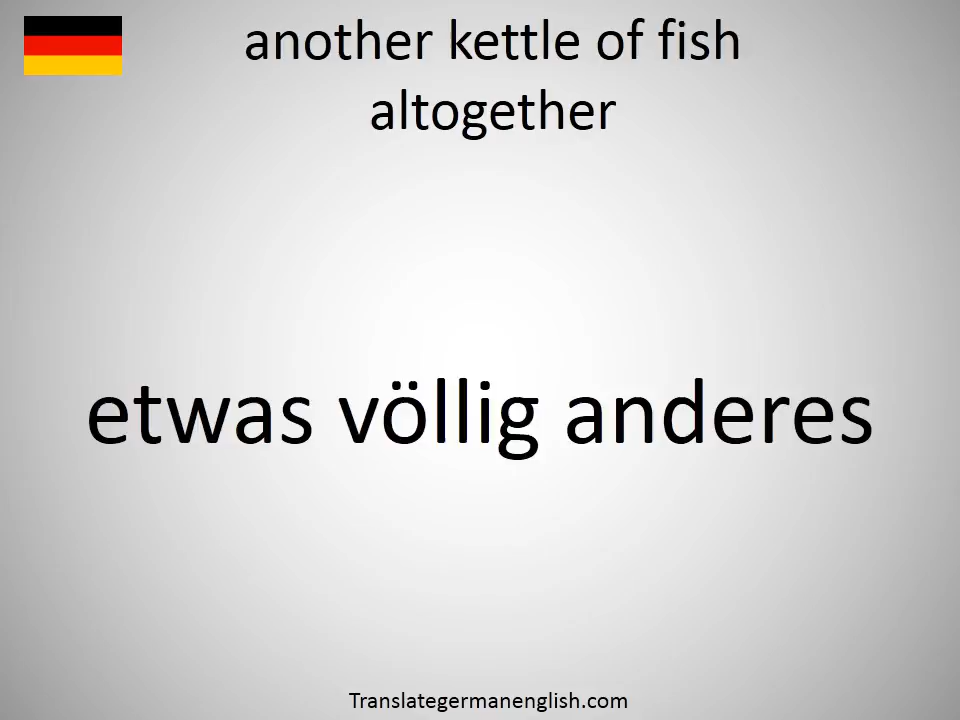 another kettle of fish
altogether
etwas völlig anderes
Translategermanenglish.com